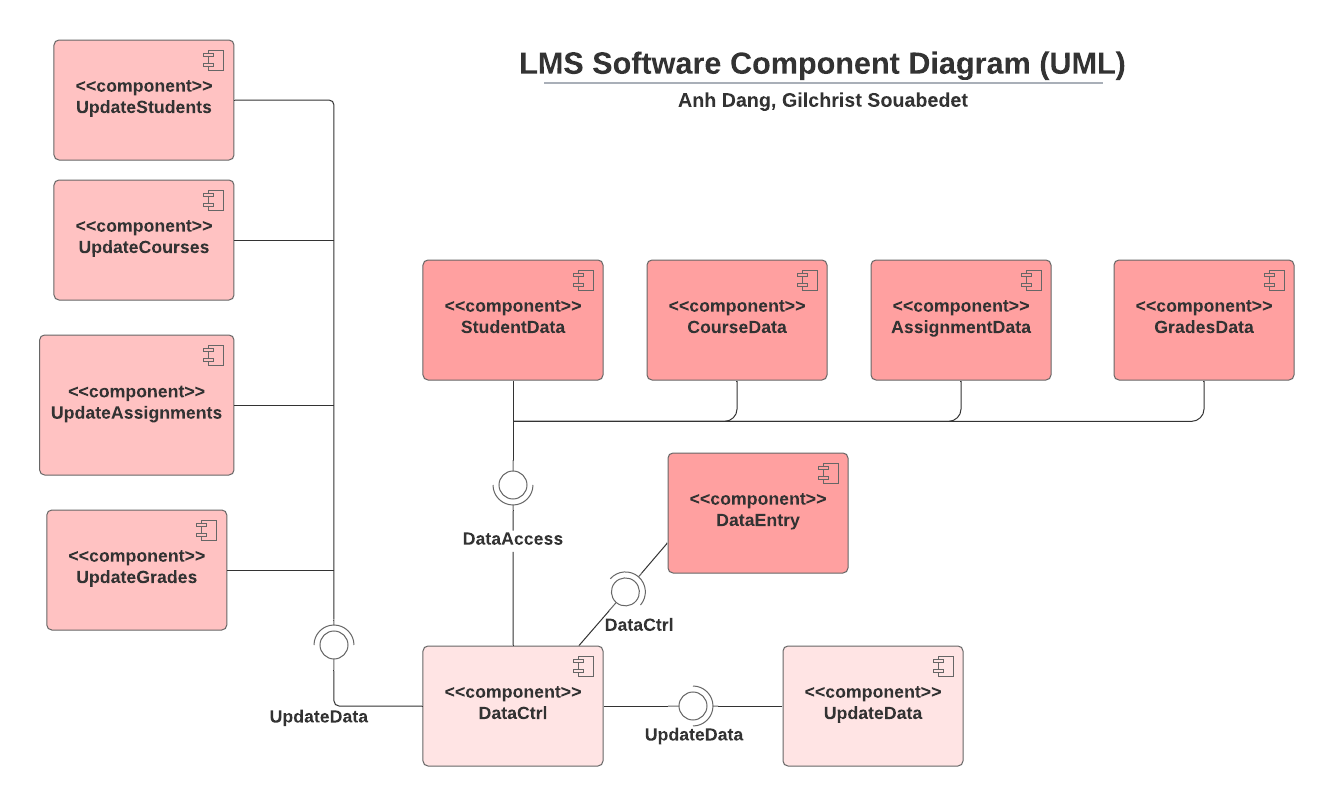 LMS Software Component Diagram (UML)
Anh Dang, Gilchrist Souabedet
<<component>>
UpdateStudents
<<component>>
UpdateCourses
<<component>>
UpdateAssignments
<<component>>
UpdateGrades
<<component>>
StudentData
<<component>>
CourseData
<<component>>
AssignmentData
<<component>>
GradesData
DataAccess
<<component>>
DataEntry
DataCtrl
UpdateData
<<component>>
DataCtrl
UpdateData
<<component>>
UpdateData